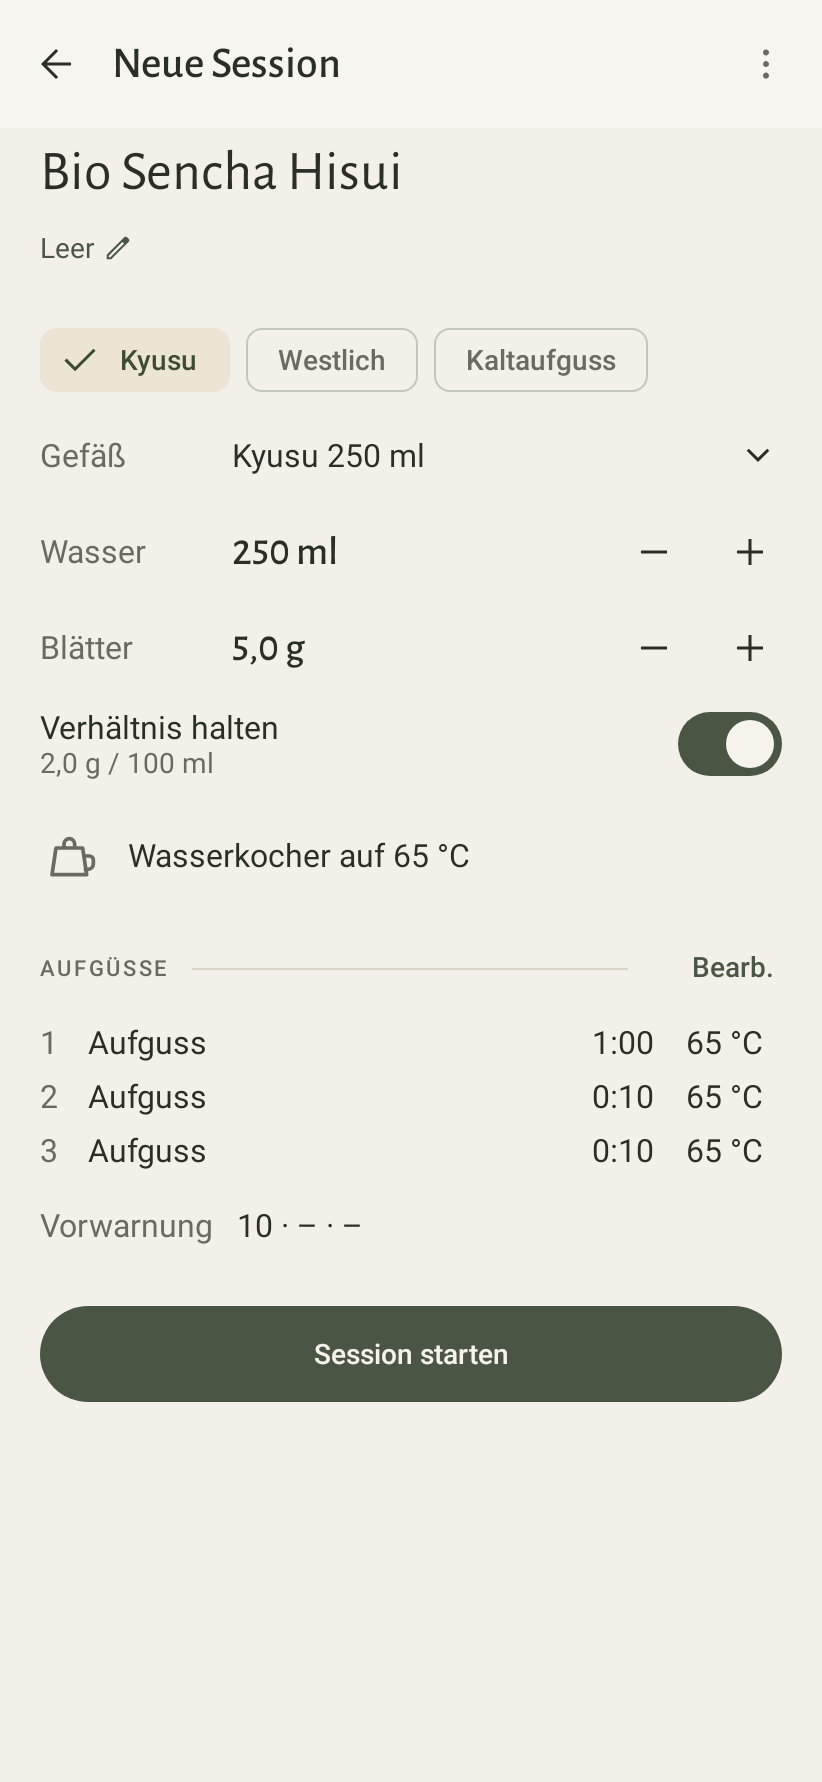 Neue Session
Bio Sencha Hisui
Leer
Kyusu Westlich Kaltaufguss
Gefäß Kyusu 250 ml
Wasser 250 ml
Blätter 5,0 g
Verhältnis halten
2,0 g / 100 ml
Wasserkocher auf 65 °C
AUFGÜSSE Bearb.
1 Aufguss 1:00 65 °C
2 Aufguss 0:10 65 °C
3 Aufguss 0:10 65 °C
Vorwarnung 10 · – · –
Session starten